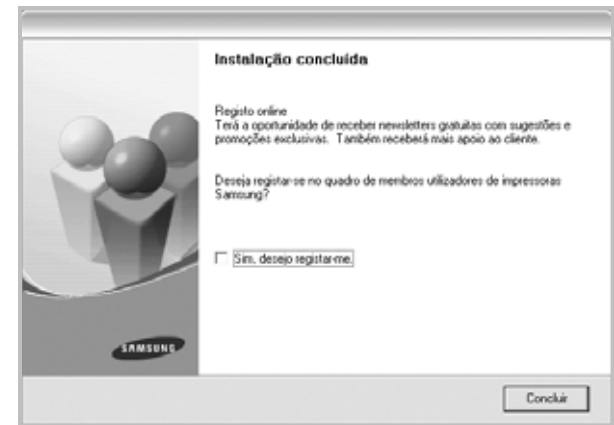 Instalação concluída
Registo online
Terá a oportunidade de receber newsletters gratuitas com sugestões e
promoções exclusivas. Também receberá mais apoio ao cliente.
Deseja registar-se no quadro de membros utilizadores de impressoras
Samsung?
Sim, desejo registar-me.
SAMSUNG
Concluir